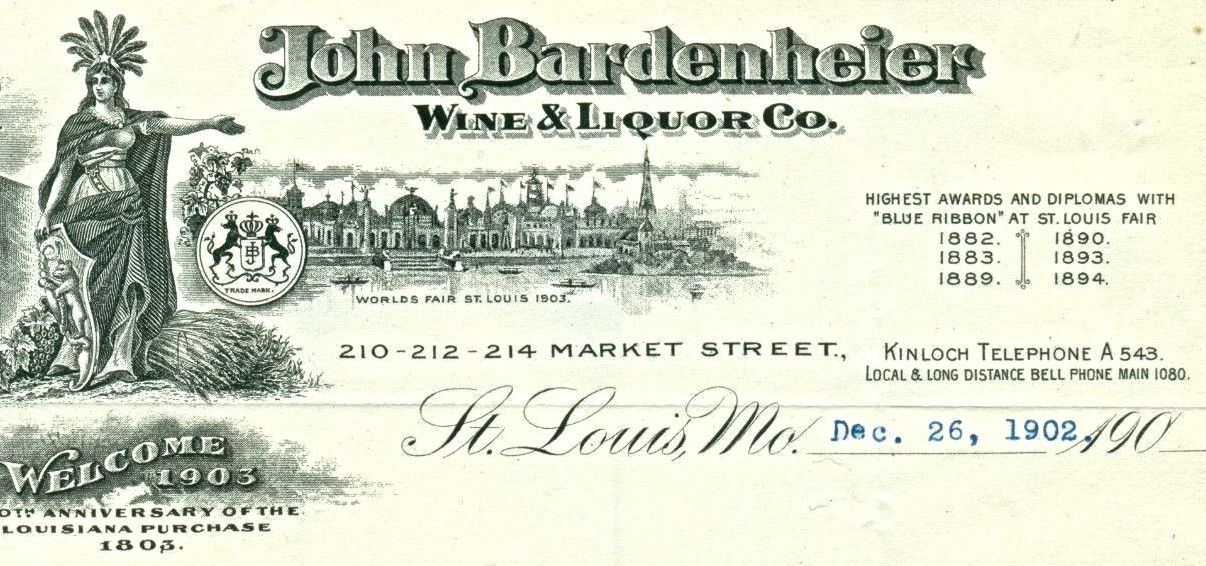 John Bardenheier
WINE & LIQUOR CO.
HIGHEST AWARDS AND DIPLOMAS WITH
"BLUE RIBBON" AT ST. LOUIS FAIR
1882. 1890.
1883. 1893.
1889. 1894.
TRADE MARK.
WORLDS FAIR ST. LOUIS 1903.
210-212-214 MARKET STREET.,
KINLOCH TELEPHONE A 543.
LOCAL & LONG DISTANCE BELL PHONE MAIN 1080.
St. Louis, Mo. Dec. 26, 1902. 190
WELCOME
1903
0TH ANNIVERSARY OF THE
LOUISIANA PURCHASE
1803.